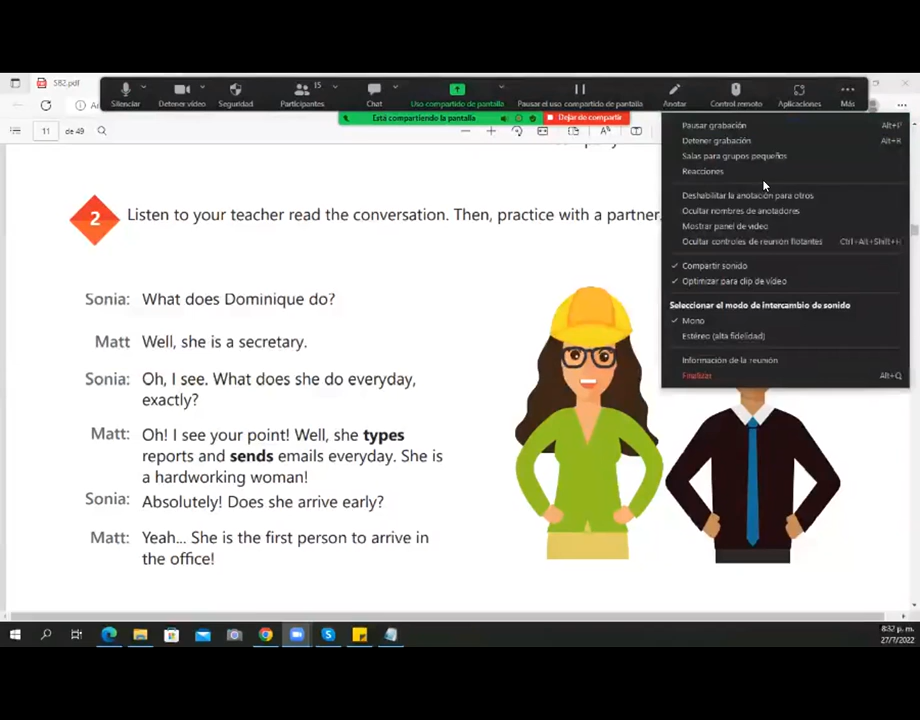 SB2.pdf
Silenciar
Detener video
Seguridad
Participantes
15
Chat
Uso compartido de pantalla
Pausar el uso compartido de pantalla
Anotar
Control remoto
Aplicaciones
Más
Está compartiendo la pantalla
Dejar de compartir
11 de 49
Pausar grabación Alt+P
Detener grabación Alt+R
Salas para grupos pequeños
Reacciones
Deshabilitar la anotación para otros
Ocultar nombres de anotadores
Mostrar panel de video
Ocultar controles de reunión flotantes Ctrl+Alt+Shift+H
Compartir sonido
Optimizar para clip de vídeo
Seleccionar el modo de intercambio de sonido
Mono
Estéreo (alta fidelidad)
Información de la reunión
Finalizar Alt+Q
2
Listen to your teacher read the conversation. Then, practice with a partner.
Sonia: What does Dominique do?
Matt Well, she is a secretary.
Sonia: Oh, I see. What does she do everyday,
exactly?
Matt: Oh! I see your point! Well, she types
reports and sends emails everyday. She is
a hardworking woman!
Sonia: Absolutely! Does she arrive early?
Matt: Yeah... She is the first person to arrive in
the office!
8:32 p. m.
27/7/2022